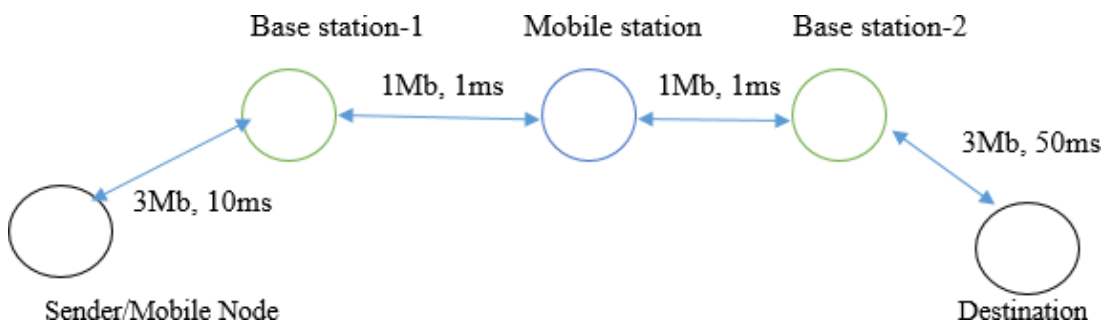 Base station-1
Mobile station
Base station-2
1Mb, 1ms
1Mb, 1ms
3Mb, 50ms
3Mb, 10ms
Sender/Mobile Node
Destination